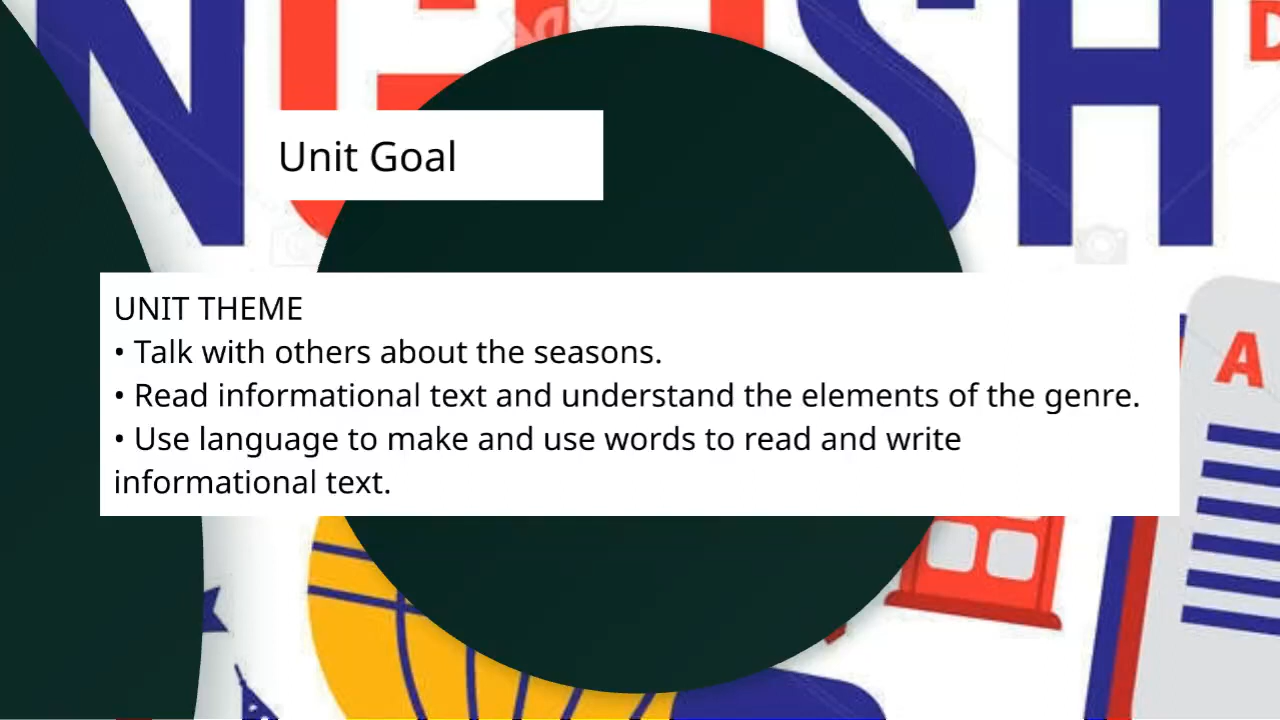 NGLISH
D
Unit Goal
UNIT THEME
• Talk with others about the seasons.
• Read informational text and understand the elements of the genre.
• Use language to make and use words to read and write
informational text.
A